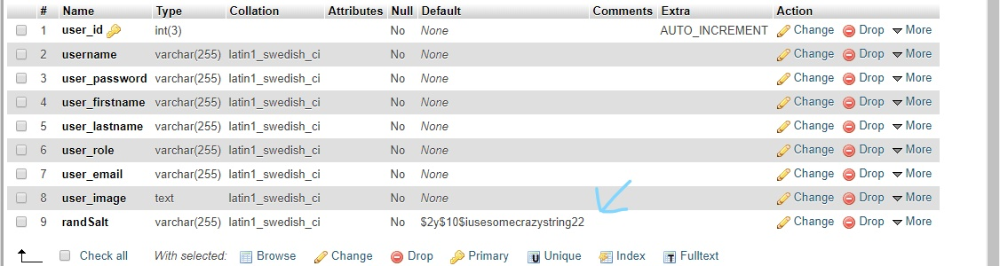 # Name Type Collation Attributes Null Default Comments Extra Action
1 user_id int(3) No None AUTO_INCREMENT Change Drop More
2 username varchar(255) latin1_swedish_ci No None Change Drop More
3 user_password varchar(255) latin1_swedish_ci No None Change Drop More
4 user_firstname varchar(255) latin1_swedish_ci No None Change Drop More
5 user_lastname varchar(255) latin1_swedish_ci No None Change Drop More
6 user_role varchar(255) latin1_swedish_ci No None Change Drop More
7 user_email varchar(255) latin1_swedish_ci No None Change Drop More
8 user_image text latin1_swedish_ci No None Change Drop More
9 randSalt varchar(255) latin1_swedish_ci No $2y$10$iusesomecrazystring22 Change Drop More
Check all With selected: Browse Change Drop Primary U Unique Index T Fulltext